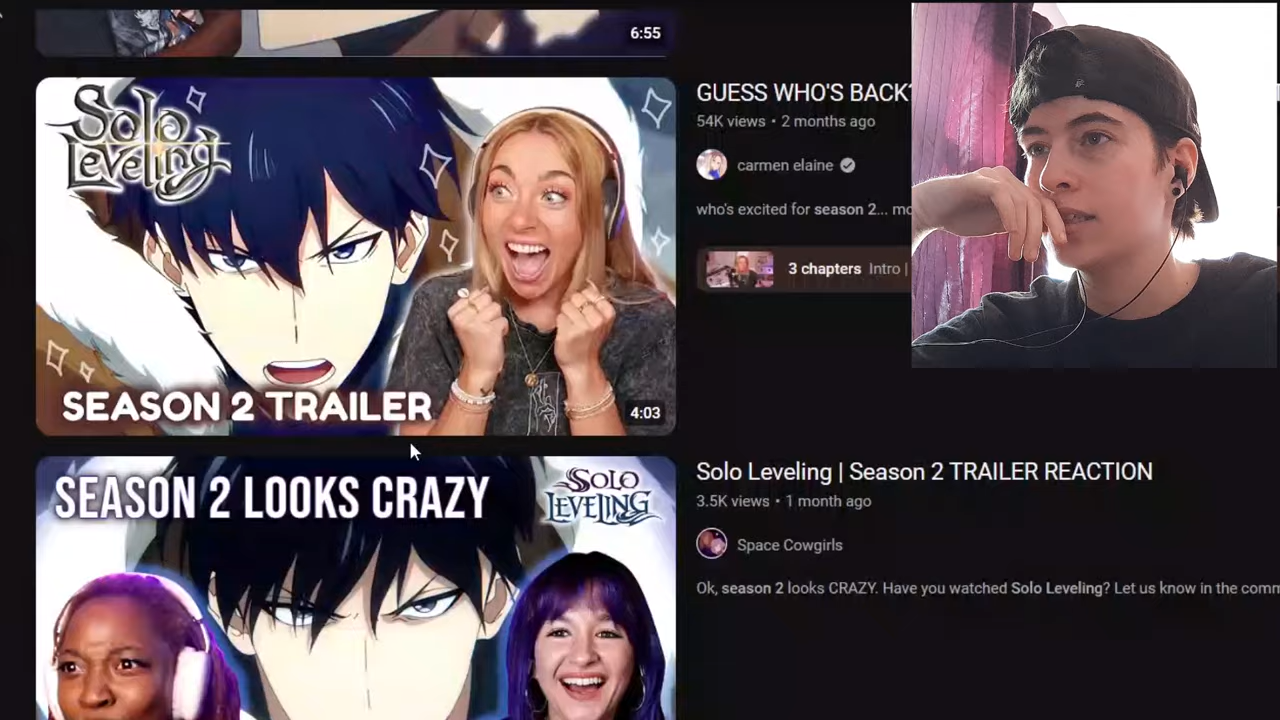 6:55
Solo
Leveling
SEASON 2 TRAILER
4:03
GUESS WHO'S BACK?
54K views • 2 months ago
carmen elaine
who's excited for season 2... mo
3 chapters Intro |
SEASON 2 LOOKS CRAZY
SOLO
LEVELING
Solo Leveling | Season 2 TRAILER REACTION
3.5K views • 1 month ago
Space Cowgirls
Ok, season 2 looks CRAZY. Have you watched Solo Leveling? Let us know in the comm